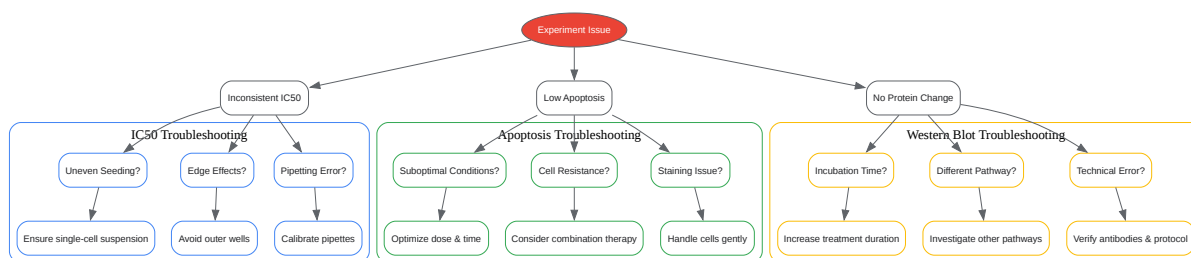 Experiment Issue
Inconsistent IC50
Low Apoptosis
No Protein Change
IC50 Troubleshooting
Apoptosis Troubleshooting
Western Blot Troubleshooting
Uneven Seeding?
Edge Effects?
Pipetting Error?
Suboptimal Conditions?
Cell Resistance?
Staining Issue?
Incubation Time?
Different Pathway?
Technical Error?
Ensure single-cell suspension
Avoid outer wells
Calibrate pipettes
Optimize dose & time
Consider combination therapy
Handle cells gently
Increase treatment duration
Investigate other pathways
Verify antibodies & protocol